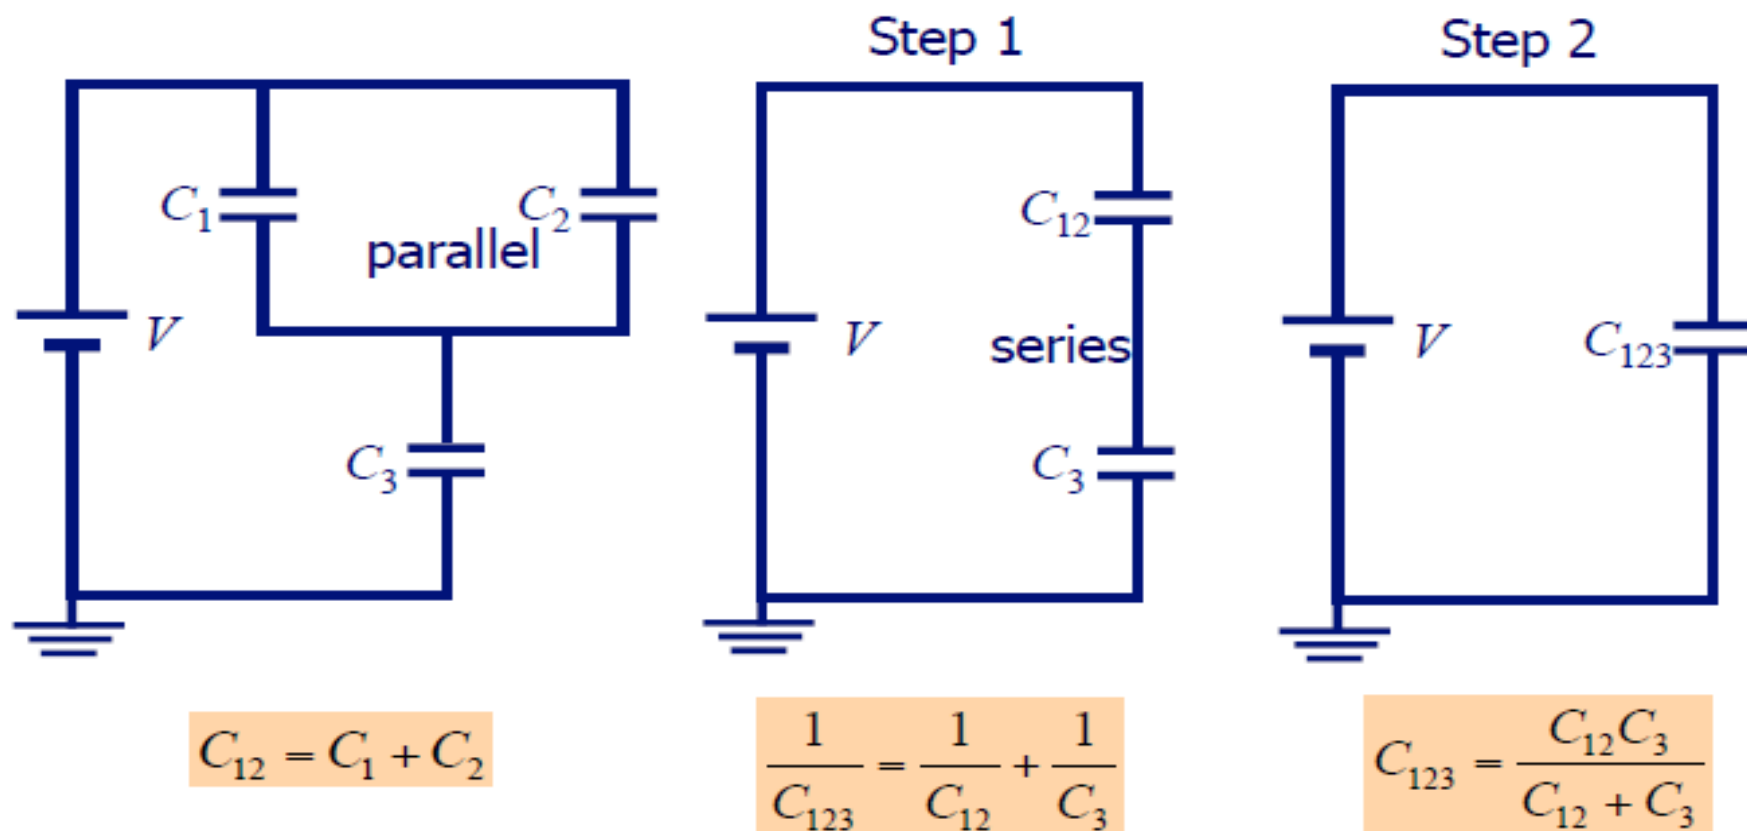 Step 1
Step 2
C₁
C₂
parallel
V
C₃
C₁₂
V
series
C₃
V
C₁₂₃
C₁₂ = C₁ + C₂
1/C₁₂₃ = 1/C₁₂ + 1/C₃
C₁₂₃ = C₁₂C₃/(C₁₂ + C₃)